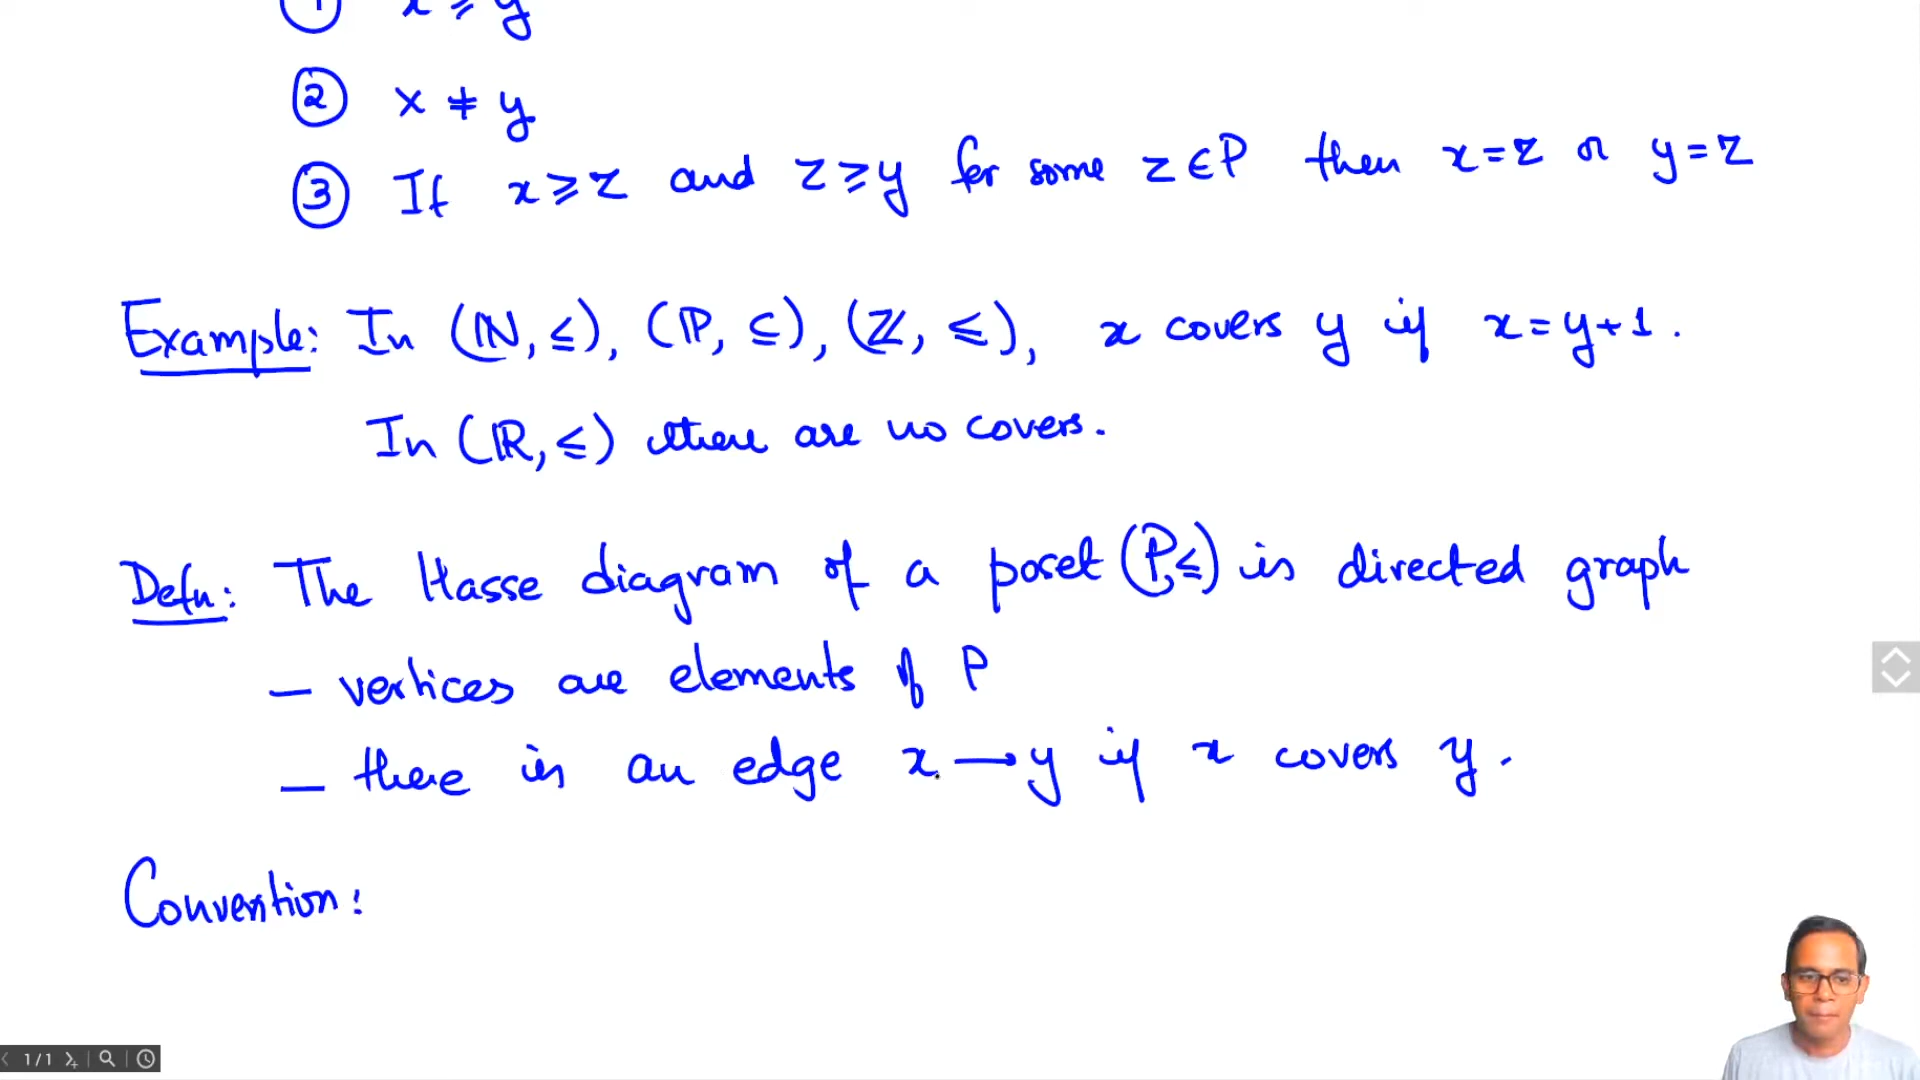 ① x ⩾ y
② x ≠ y
③ If x ⩾ z and z ⩾ y for some z ∈ P then x = z or y = z
Example: In (ℕ, ≤), (ℙ, ≤), (ℤ, ≤), x covers y if x = y + 1.
In (ℝ, ≤) there are no covers.
Defn: The Hasse diagram of a poset (P, ≤) is directed graph
— vertices are elements of P
— there is an edge x → y if x covers y.
Convention:
1/1